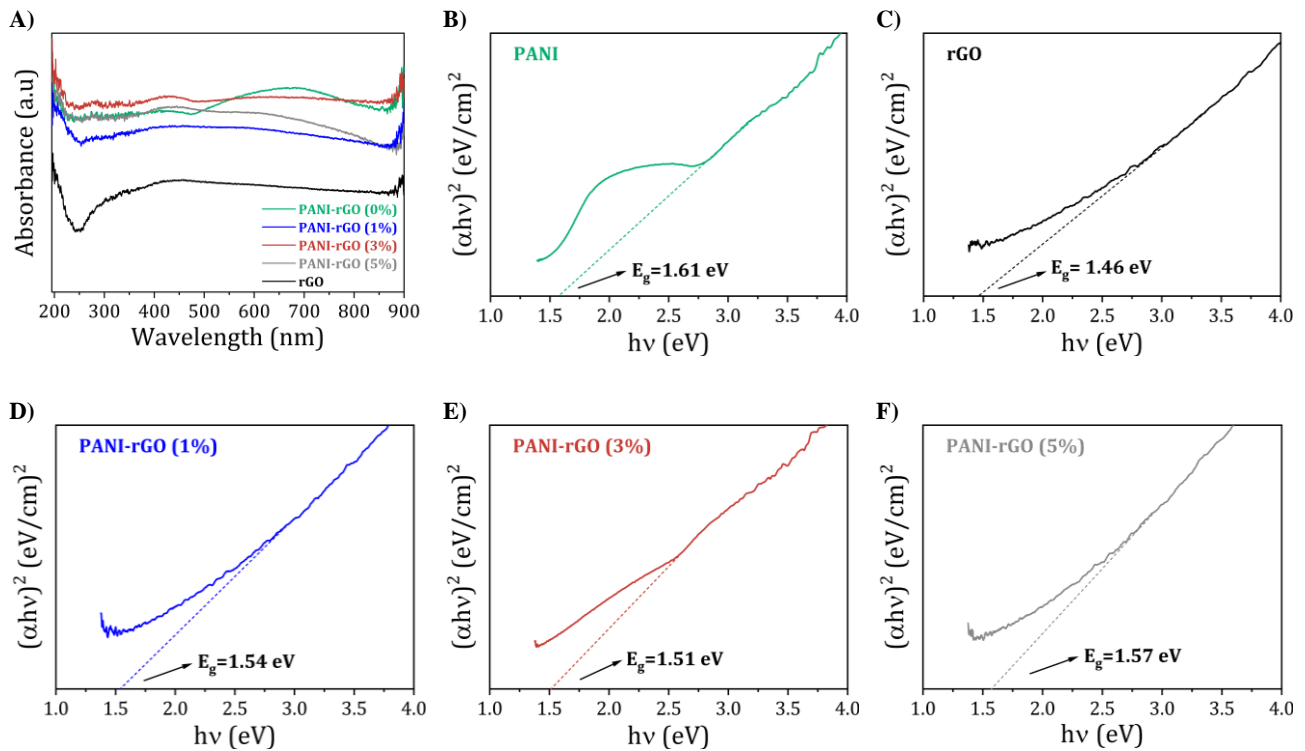 A)
Absorbance (a.u)
PANI-rGO (0%)
PANI-rGO (1%)
PANI-rGO (3%)
PANI-rGO (5%)
rGO
200 300 400 500 600 700 800 900
Wavelength (nm)
B)
PANI
(αhν)² (eV/cm)²
E_g=1.61 eV
1.0 1.5 2.0 2.5 3.0 3.5 4.0
hν (eV)
C)
rGO
(αhν)² (eV/cm)²
E_g= 1.46 eV
1.0 1.5 2.0 2.5 3.0 3.5 4.0
hν (eV)
D)
PANI-rGO (1%)
(αhν)² (eV/cm)²
E_g=1.54 eV
1.0 1.5 2.0 2.5 3.0 3.5 4.0
hν (eV)
E)
PANI-rGO (3%)
(αhν)² (eV/cm)²
E_g=1.51 eV
1.0 1.5 2.0 2.5 3.0 3.5 4.0
hν (eV)
F)
PANI-rGO (5%)
(αhν)² (eV/cm)²
E_g=1.57 eV
1.0 1.5 2.0 2.5 3.0 3.5 4.0
hν (eV)